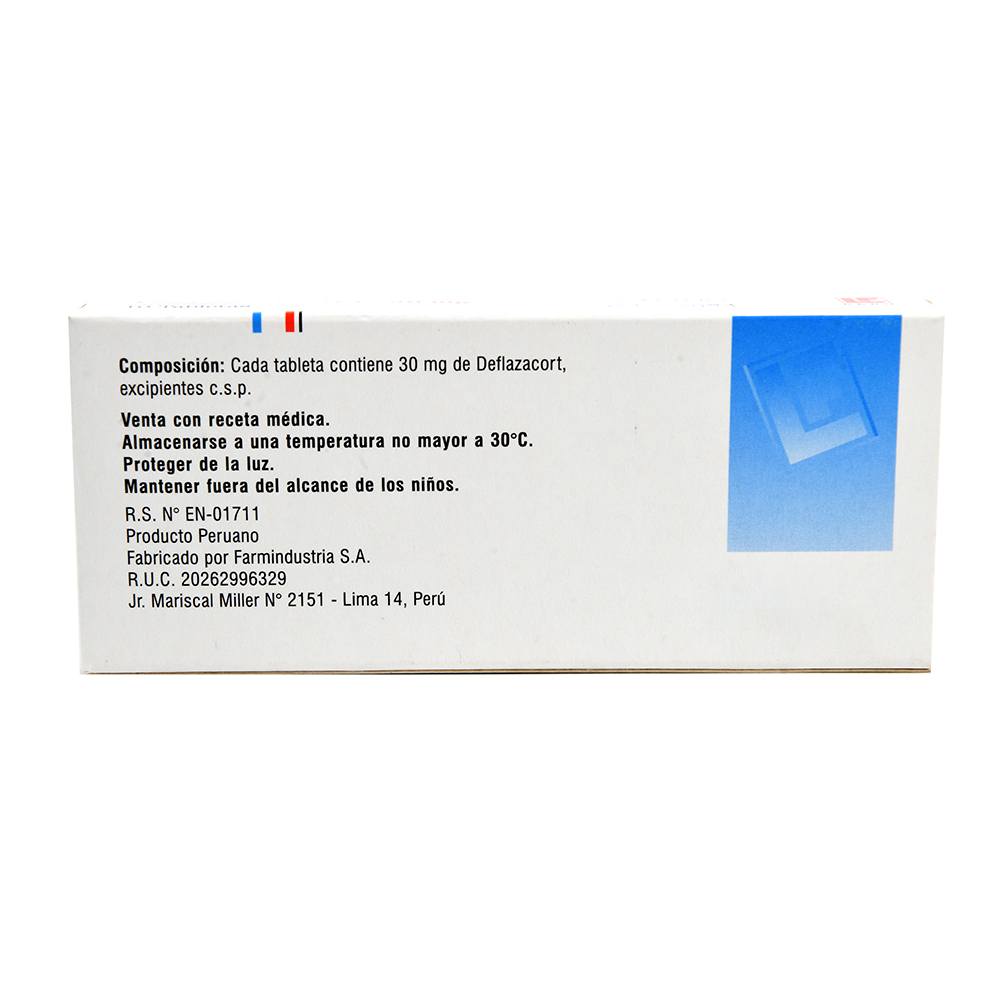 Composición: Cada tableta contiene 30 mg de Deflazacort,
excipientes c.s.p.
Venta con receta médica.
Almacenarse a una temperatura no mayor a 30°C.
Proteger de la luz.
Mantener fuera del alcance de los niños.
R.S. N° EN-01711
Producto Peruano
Fabricado por Farmindustria S.A.
R.U.C. 20262996329
Jr. Mariscal Miller N° 2151 - Lima 14, Perú